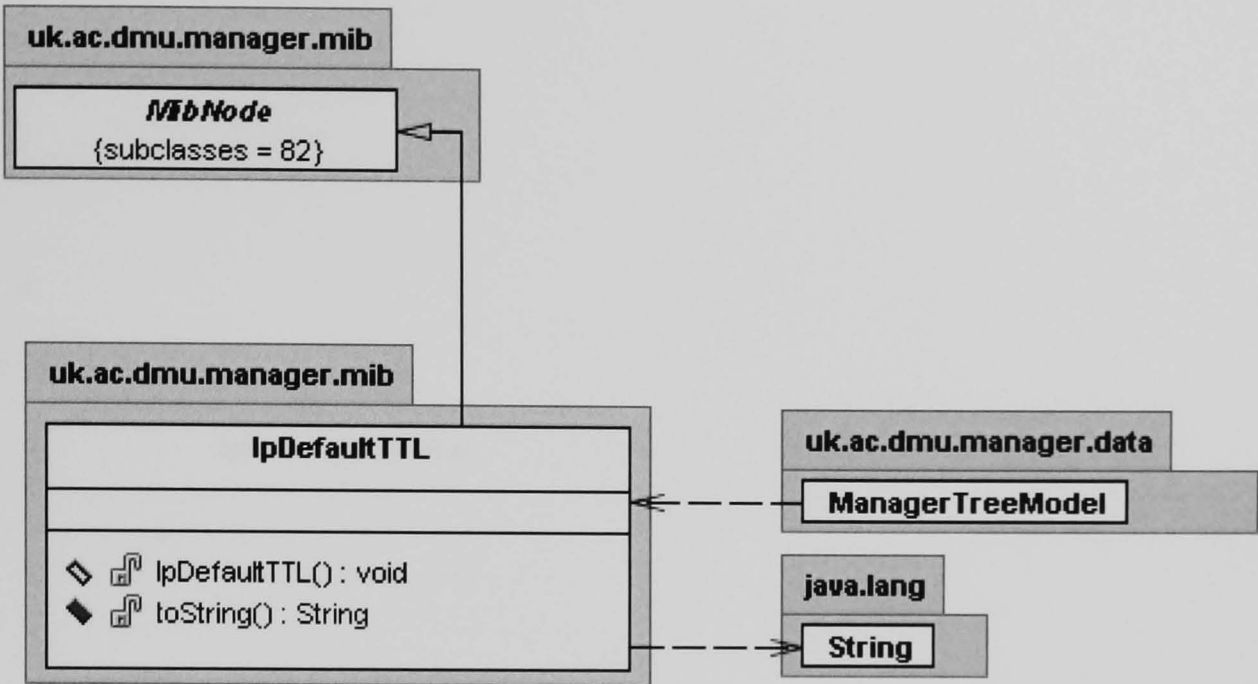 uk.ac.dmu.manager.mib
MibNode
{subclasses = 82}
uk.ac.dmu.manager.mib
IpDefaultTTL
IpDefaultTTL() : void
toString() : String
uk.ac.dmu.manager.data
ManagerTreeModel
java.lang
String